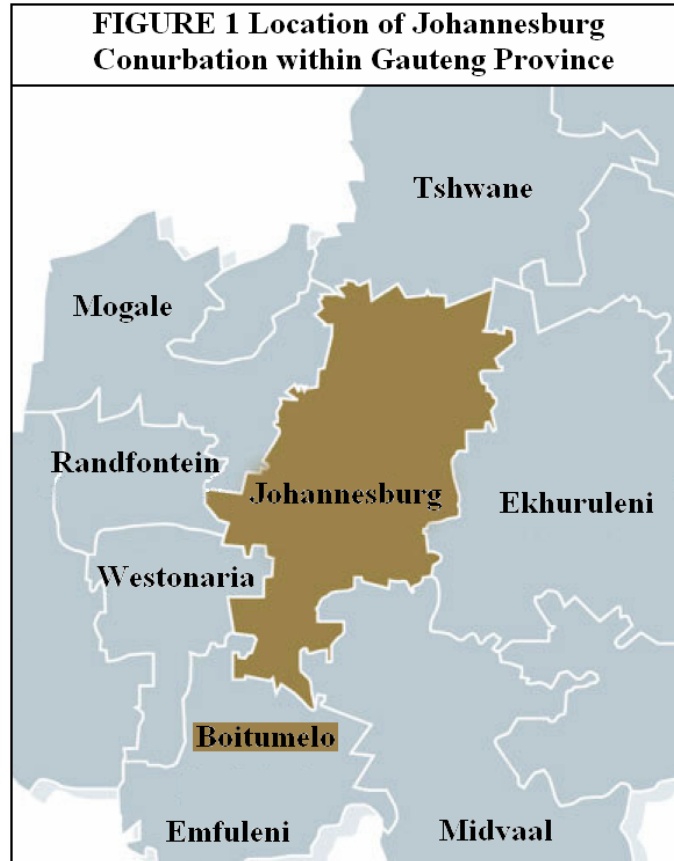 FIGURE 1 Location of Johannesburg
Conurbation within Gauteng Province
Tshwane
Mogale
Randfontein
Johannesburg
Ekhuruleni
Westonaria
Boitumelo
Emfuleni
Midvaal